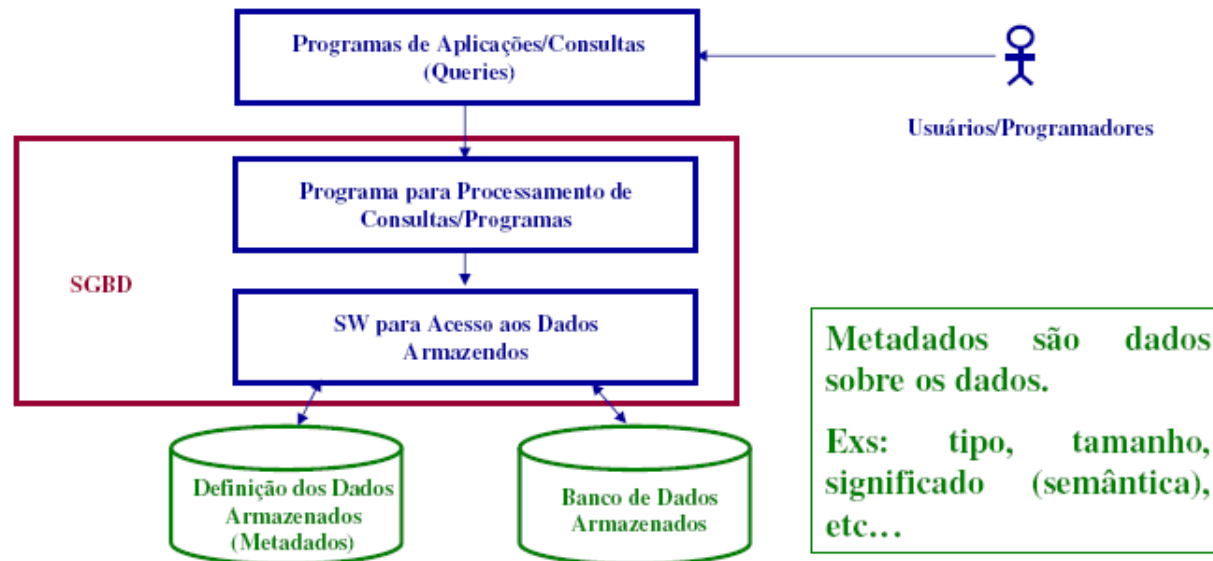 Programas de Aplicações/Consultas
(Queries)
Usuários/Programadores
Programa para Processamento de
Consultas/Programas
SGBD
SW para Acesso aos Dados
Armazendos
Definição dos Dados
Armazenados
(Metadados)
Banco de Dados
Armazenados
Metadados são dados
sobre os dados.
Exs: tipo, tamanho,
significado (semântica),
etc…